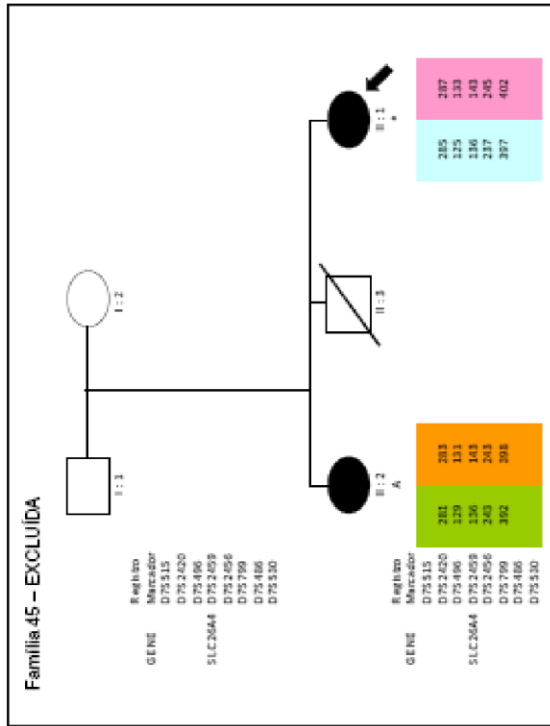 Família 45 – EXCLUÍDA
I : 1
I : 2
Registro
GENE Marcador
D7S515
D7S2420
D7S496
SLC26A4 D7S2459
D7S2456
D7S799
D7S486
D7S530
II : 2
A
II : 3
II : 1
*
Registro
GENE Marcador
D7S515
D7S2420 281 283 285 287
D7S496 129 131 125 133
SLC26A4 D7S2459 136 143 136 143
D7S2456 243 243 237 245
D7S799 392 398 397 402
D7S486
D7S530